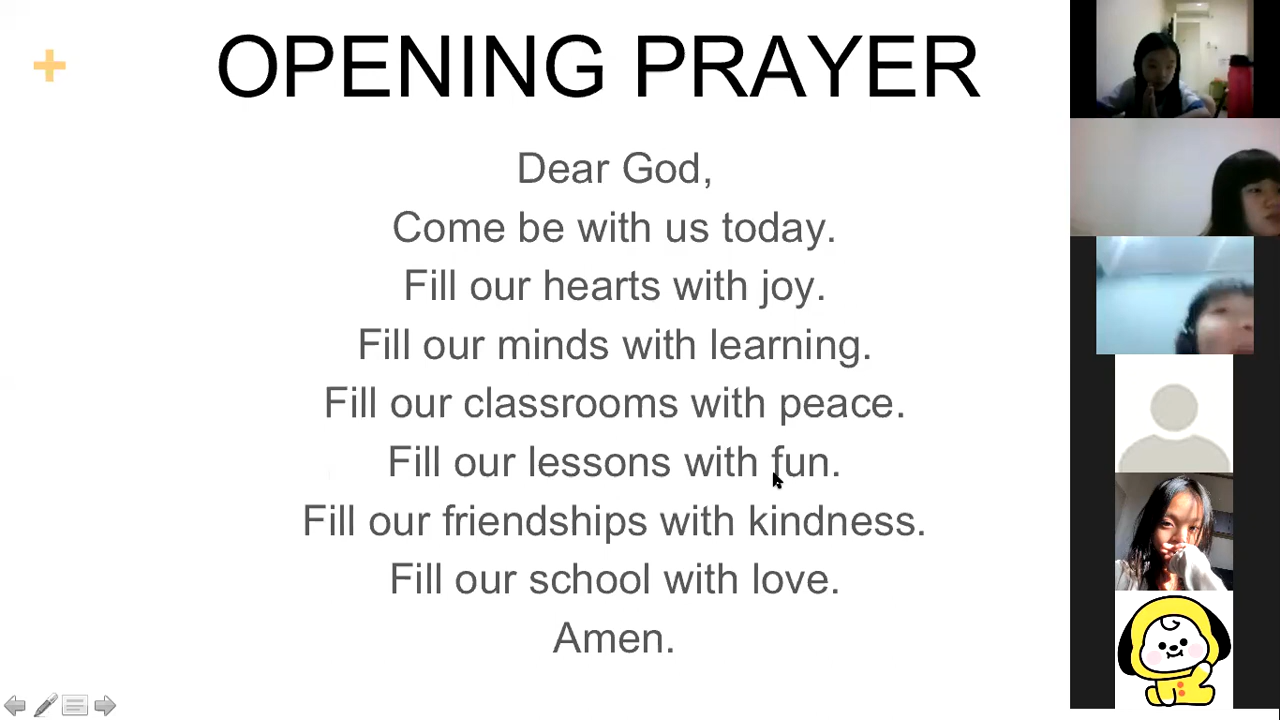 OPENING PRAYER
Dear God,
Come be with us today.
Fill our hearts with joy.
Fill our minds with learning.
Fill our classrooms with peace.
Fill our lessons with fun.
Fill our friendships with kindness.
Fill our school with love.
Amen.